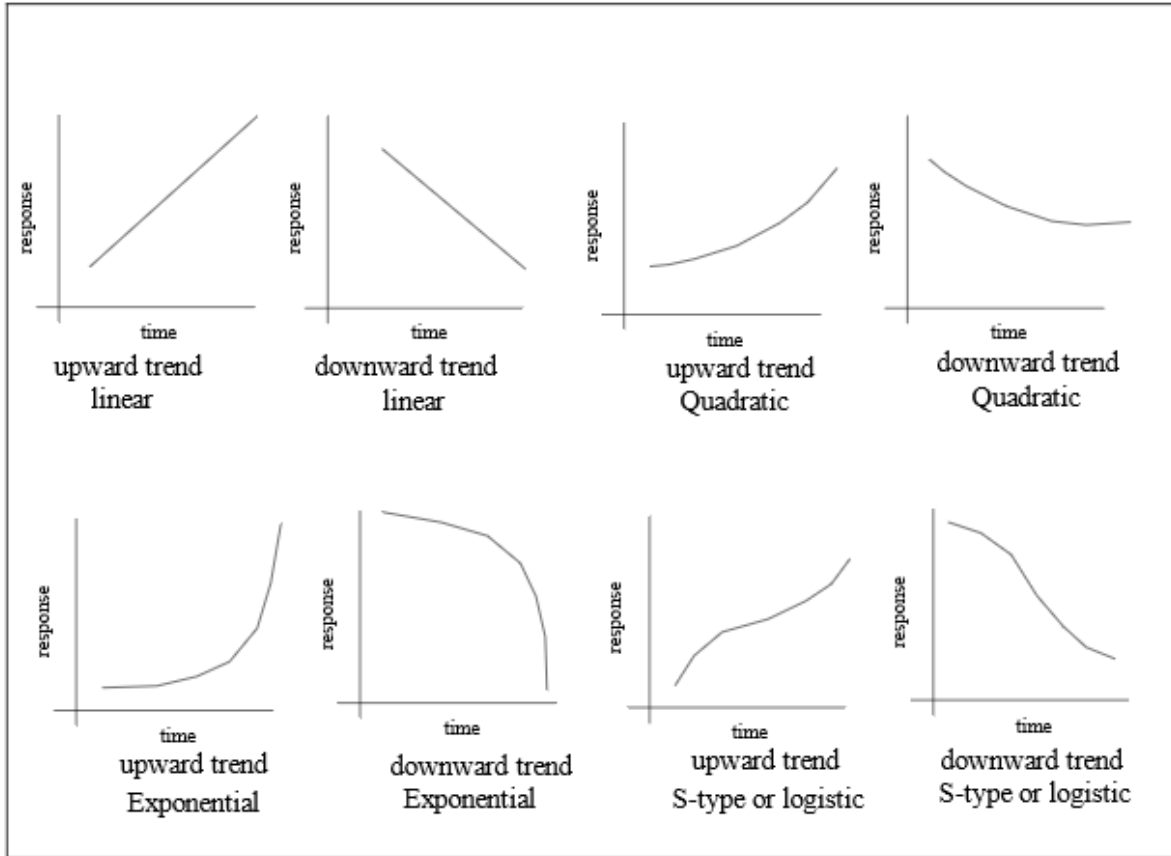 response
time
upward trend
linear
response
time
downward trend
linear
response
time
upward trend
Quadratic
response
time
downward trend
Quadratic
response
time
upward trend
Exponential
response
time
downward trend
Exponential
response
time
upward trend
S-type or logistic
response
time
downward trend
S-type or logistic